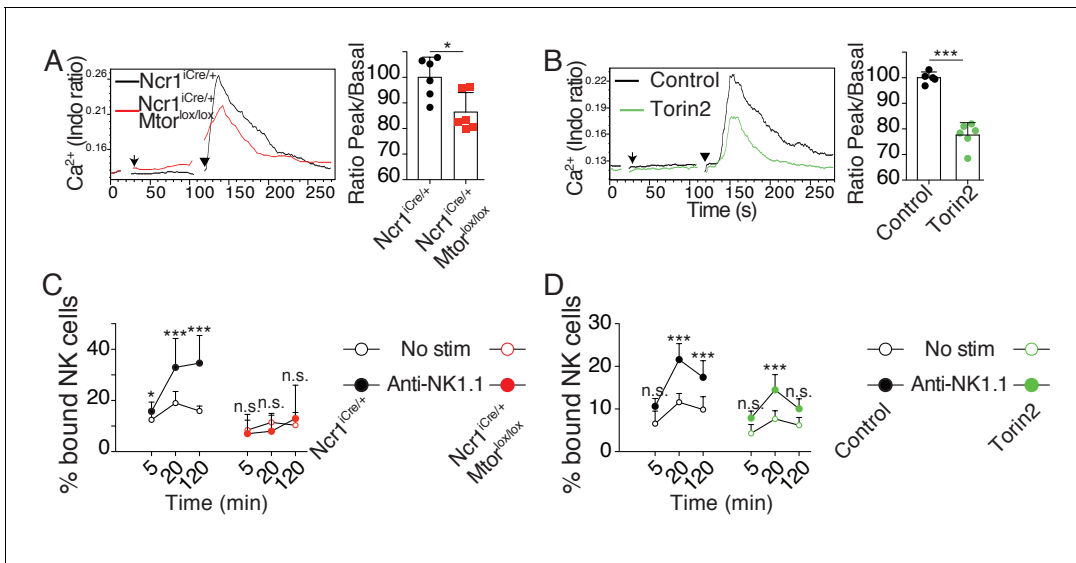 A
Ca2+ (Indo ratio)
0.26
0.21
0.16
Ncr1iCre/+
Ncr1iCre/+
Mtorlox/lox
0 50 100 150 200 250
Ratio Peak/Basal
100
90
80
70
60
*
Ncr1iCre/+
Ncr1iCre/+
Mtorlox/lox
B
Ca2+ (Indo ratio)
0.22
0.19
0.16
0.13
Control
Torin2
0 50 100 150 200 250
Time (s)
Ratio Peak/Basal
100
90
80
70
60
***
Control
Torin2
C
% bound NK cells
40
20
0
* *** ***
n.s. n.s. n.s.
5 20 120 5 20 120
Time (min)
No stim
Anti-NK1.1
Ncr1iCre/+
Ncr1iCre/+
Mtorlox/lox
D
% bound NK cells
30
20
10
0
n.s. *** ***
n.s. *** n.s.
5 20 120 5 20 120
Time (min)
No stim
Anti-NK1.1
Control
Torin2